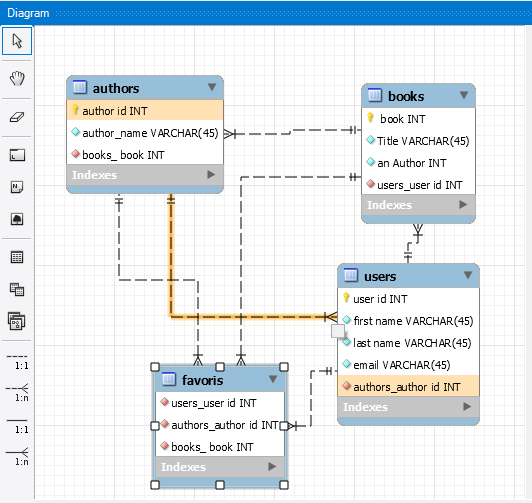 Diagram
authors
author id INT
author_name VARCHAR(45)
books_ book INT
Indexes
books
book INT
Title VARCHAR(45)
an Author INT
users_user id INT
Indexes
users
user id INT
first name VARCHAR(45)
last name VARCHAR(45)
email VARCHAR(45)
authors_author id INT
Indexes
favoris
users_user id INT
authors_author id INT
books_ book INT
Indexes
1:1
1:n
1:1
1:n